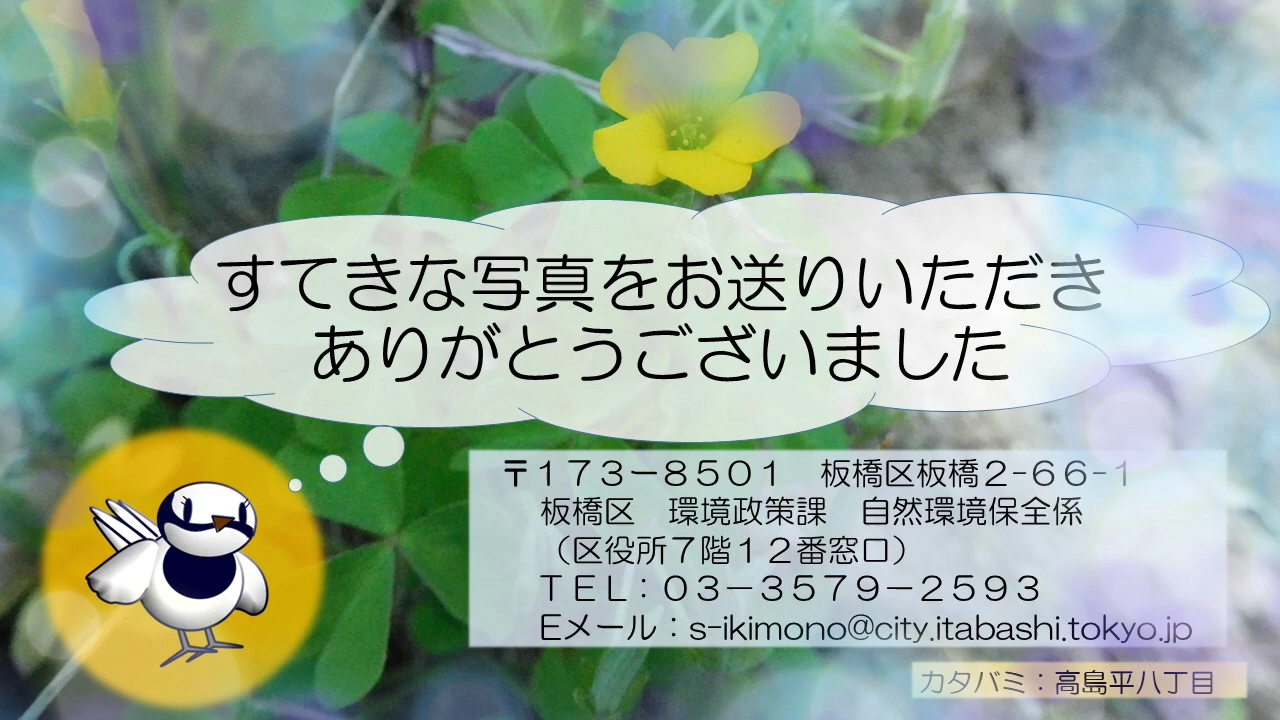 すてきな写真をお送りいただき
ありがとうございました
〒１７３－８５０１　板橋区板橋２-６６-１
板橋区　環境政策課　自然環境保全係
（区役所７階１２番窓口）
ＴＥＬ：０３－３５７９－２５９３
Eメール：s-ikimono@city.itabashi.tokyo.jp
カタバミ：高島平八丁目